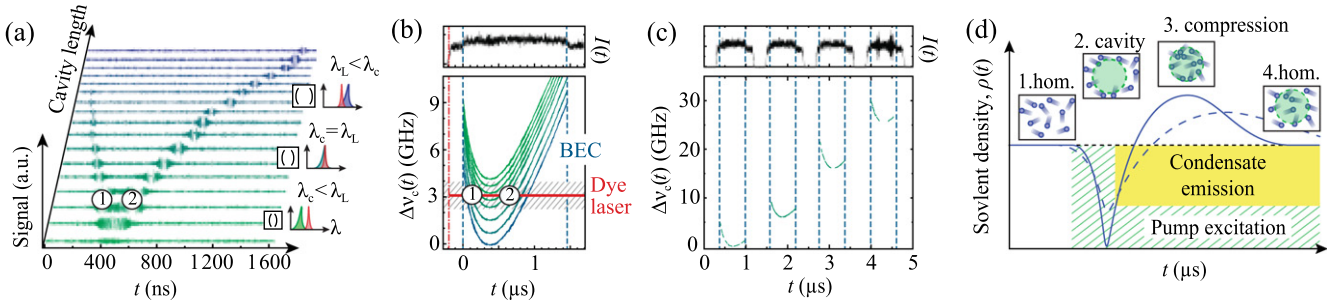 (a)
Cavity length
Signal (a.u.)
λL<λc
λc=λL
λc<λL
λ
1
2
0
400
800
1200
1600
t (ns)
(b)
I(t)
9
6
3
0
Δνc(t) (GHz)
BEC
Dye
laser
1
2
0
1
t (µs)
(c)
I(t)
30
20
10
0
Δνc(t) (GHz)
0 1 2 3 4 5
t (µs)
(d)
Sovlent density, ρ(t)
1.hom.
2. cavity
3. compression
4.hom.
Condensate
emission
Pump excitation
t (µs)